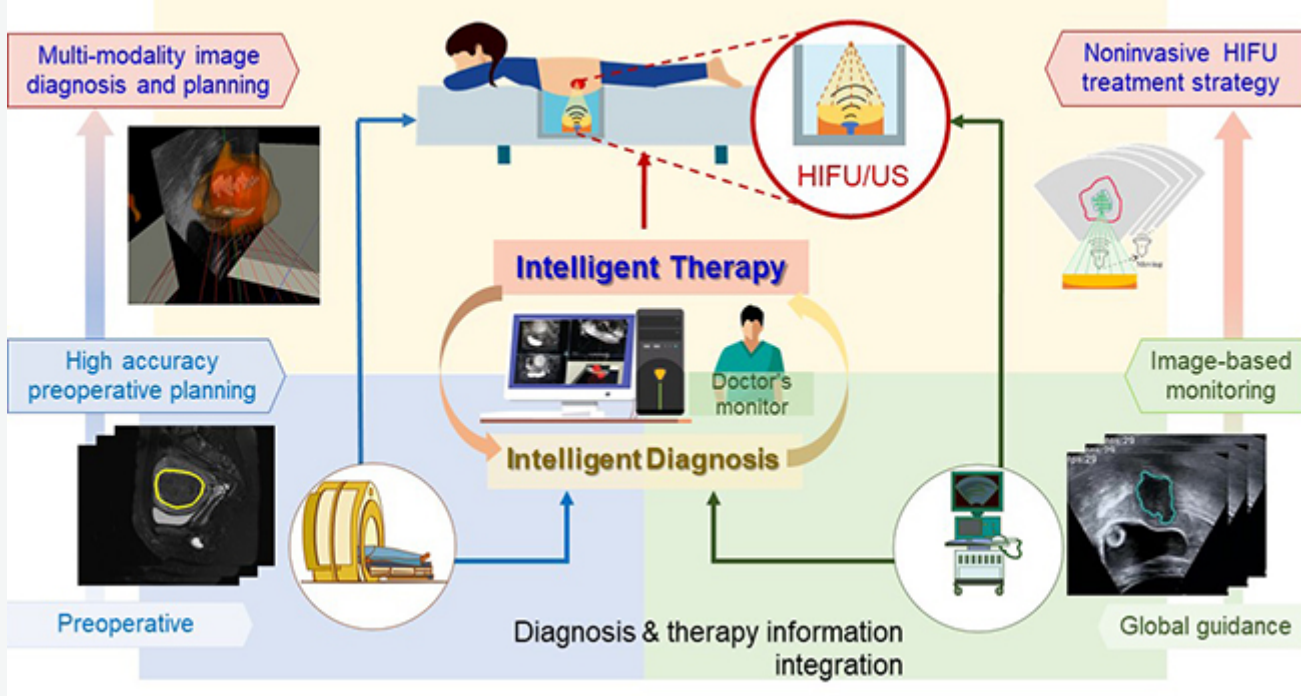 Multi-modality image
diagnosis and planning
Noninvasive HIFU
treatment strategy
HIFU/US
Moving
Intelligent Therapy
High accuracy
preoperative planning
Doctor's
monitor
Image-based
monitoring
Intelligent Diagnosis
Preoperative
Diagnosis & therapy information
integration
Global guidance